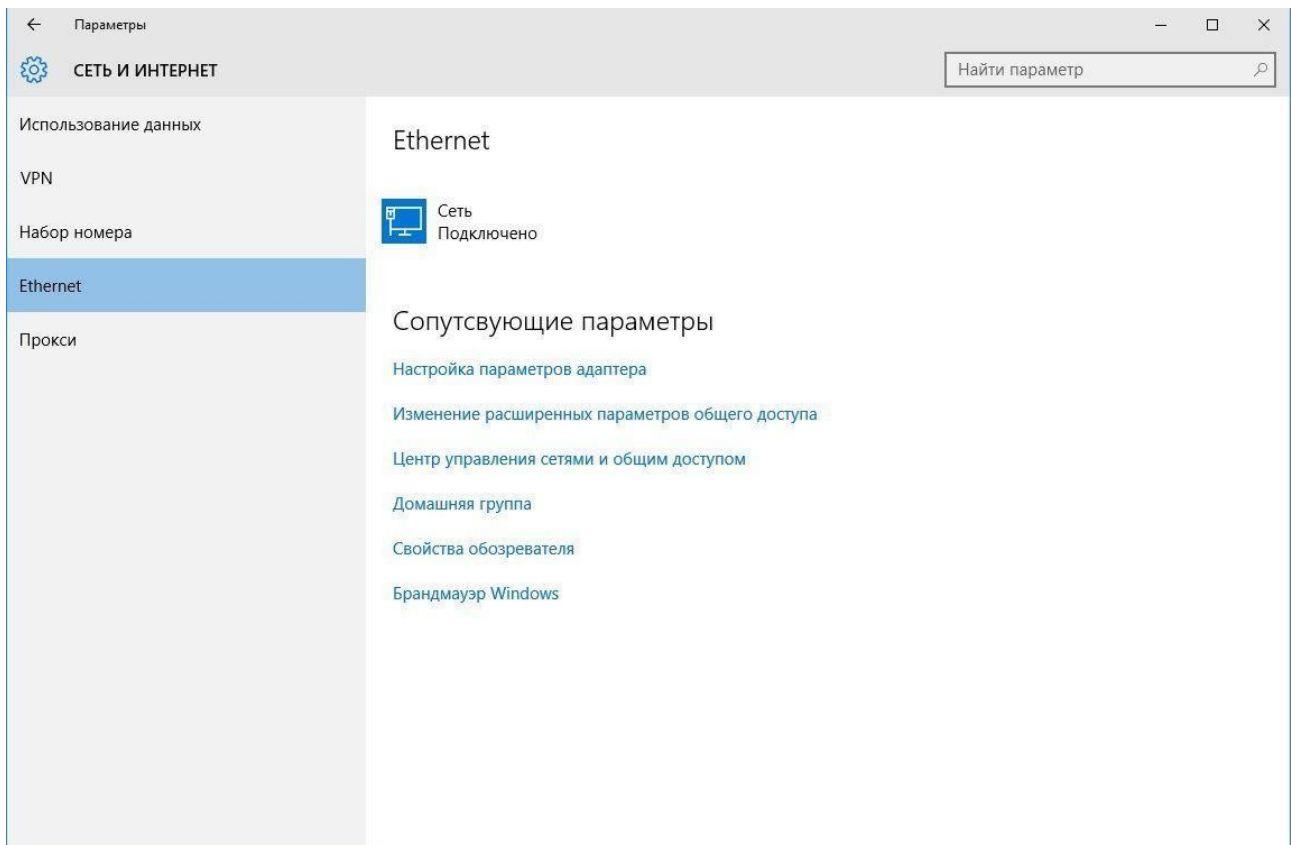 Параметры
СЕТЬ И ИНТЕРНЕТ
Найти параметр
Использование данных
VPN
Набор номера
Ethernet
Прокси
Ethernet
Сеть
Подключено
Сопутсвующие параметры
Настройка параметров адаптера
Изменение расширенных параметров общего доступа
Центр управления сетями и общим доступом
Домашняя группа
Свойства обозревателя
Брандмауэр Windows